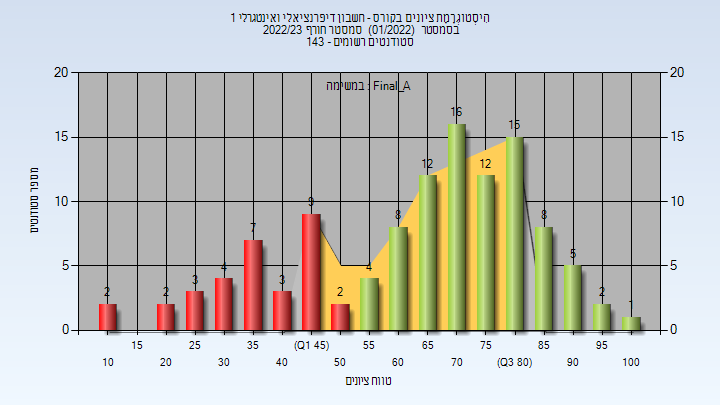 הִיסְטוֹגְרָמַת ציונים בקורס - חשבון דיפרנציאלי ואינטגרלי 1
בסמסטר (01/2022) סמסטר חורף 2022/23
סטודנטים רשומים - 143
במשימה : Final_A
20 20
15 15
10 10
5 5
0 0
מספר סטודנטים
2 2 3 4 7 3 9 2 4 8 12 16 12 15 8 5 2 1
15 25 35 (Q1 45) 55 65 75 85 95
10 20 30 40 50 60 70 (Q3 80) 90 100
טווח ציונים